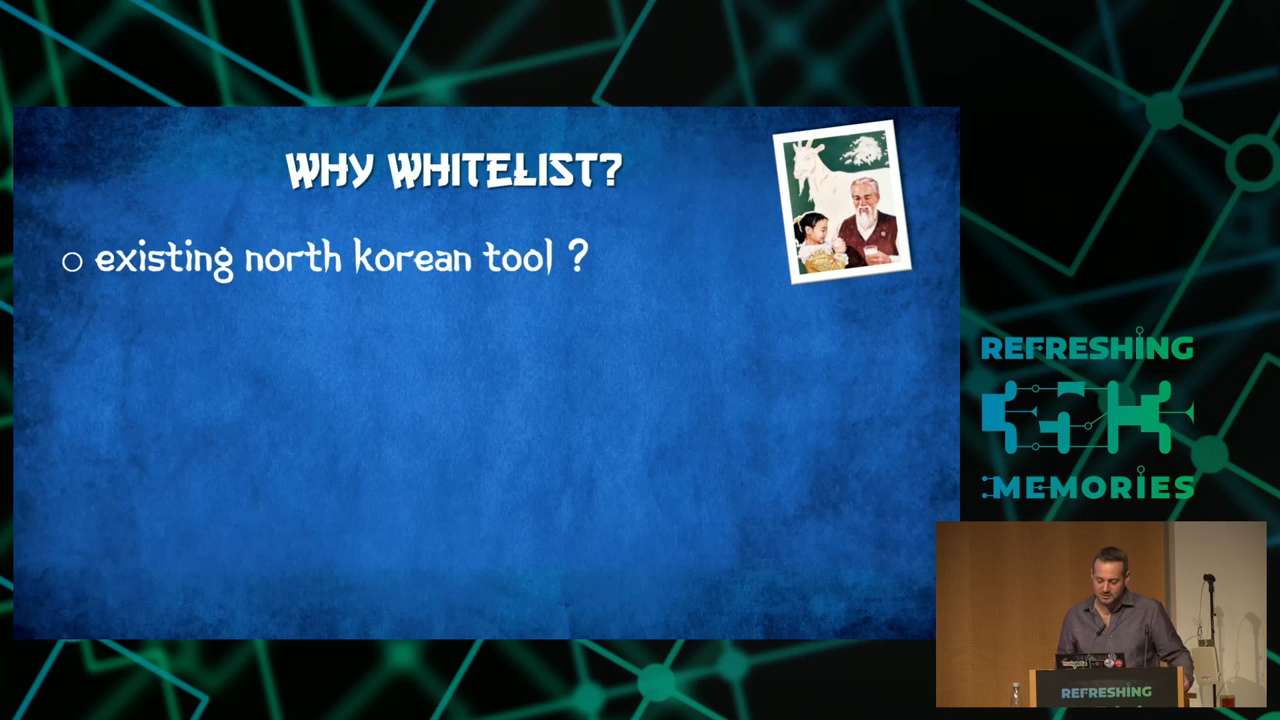 WHY WHITELIST?
existing north korean tool ?
REFRESHING
MEMORIES
REFRESHING